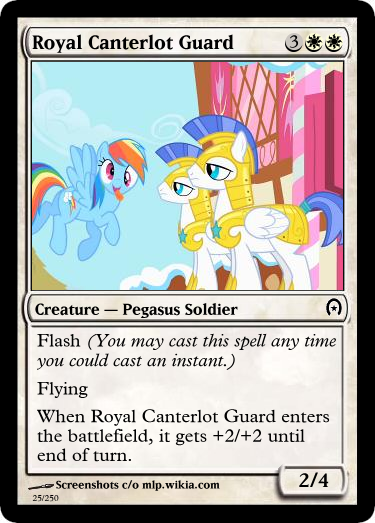 Royal Canterlot Guard 3
Creature — Pegasus Soldier
Flash (You may cast this spell any time
you could cast an instant.)
Flying
When Royal Canterlot Guard enters
the battlefield, it gets +2/+2 until
end of turn.
Screenshots c/o mlp.wikia.com
2/4
25/250